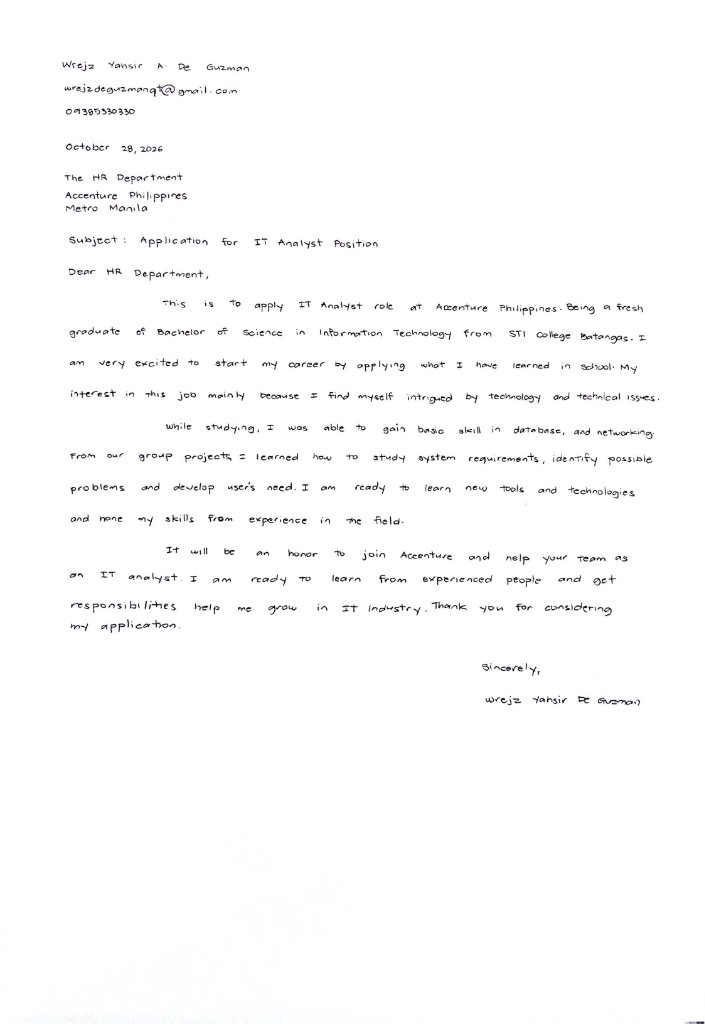 Wrejz Yansir A. De Guzman
wrejzdeguzmanqt@gmail.com
09385330330
October 28, 2026
The HR Department
Accenture Philippines
Metro Manila
Subject: Application for IT Analyst Position
Dear HR Department,
This is to apply IT Analyst role at Accenture Philippines. Being a fresh
graduate of Bachelor of Science in Information Technology from STI College Batangas. I
am very excited to start my career by applying what I have learned in school. My
interest in this job mainly because I find myself intrigued by technology and technical issues.
While studying, I was able to gain basic skill in database, and networking.
From our group projects, I learned how to study system requirements, identify possible
problems and develop user's need. I am ready to learn new tools and technologies
and hone my skills from experience in the field.
It will be an honor to join Accenture and help your team as
an IT analyst. I am ready to learn from experienced people and get
responsibilities help me grow in IT Industry. Thank you for considering
my application.
Sincerely,
Wrejz Yansir De Guzman